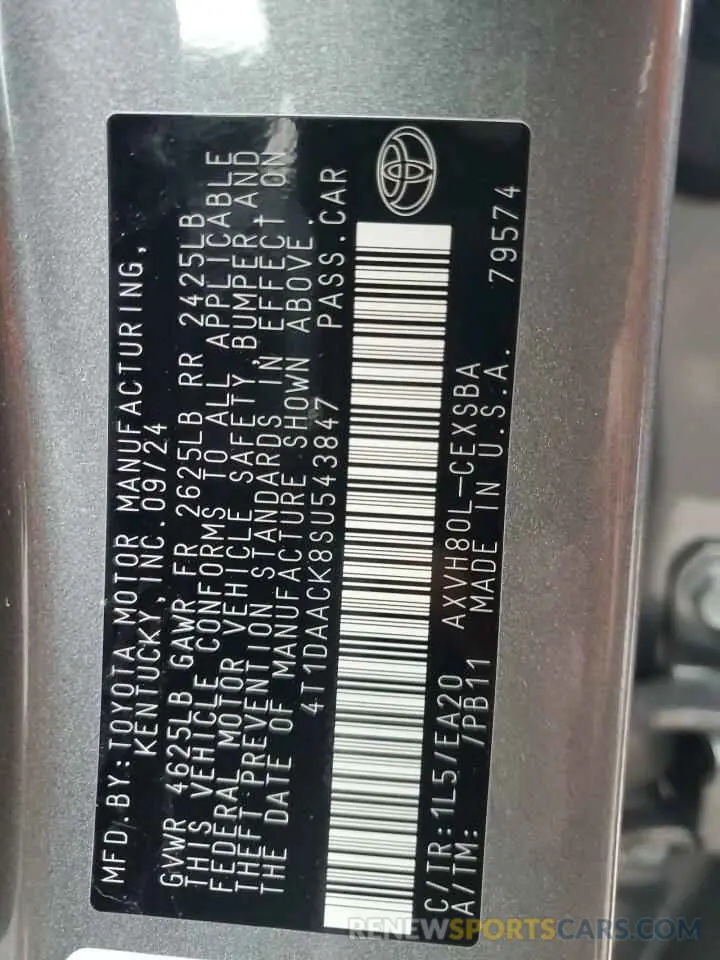 MFD.BY:TOYOTA MOTOR MANUFACTURING,
KENTUCKY, INC.09/24
GVWR 4625LB GAWR FR 2625LB RR 2425LB
THIS VEHICLE CONFORMS TO ALL APPLICABLE
FEDERAL MOTOR VEHICLE SAFETY,BUMPER,AND
THEFT PREVENTION STANDARDS IN EFFECT ON
THE DATE OF MANUFACTURE SHOWN ABOVE.
4T1DAACK8SU543847 PASS.CAR
C/TR:1L5/EA20 AXVH80L-CEXSBA
A/TM: /PB11 MADE IN U.S.A. 79574
RENEWSPORTSCARS.COM